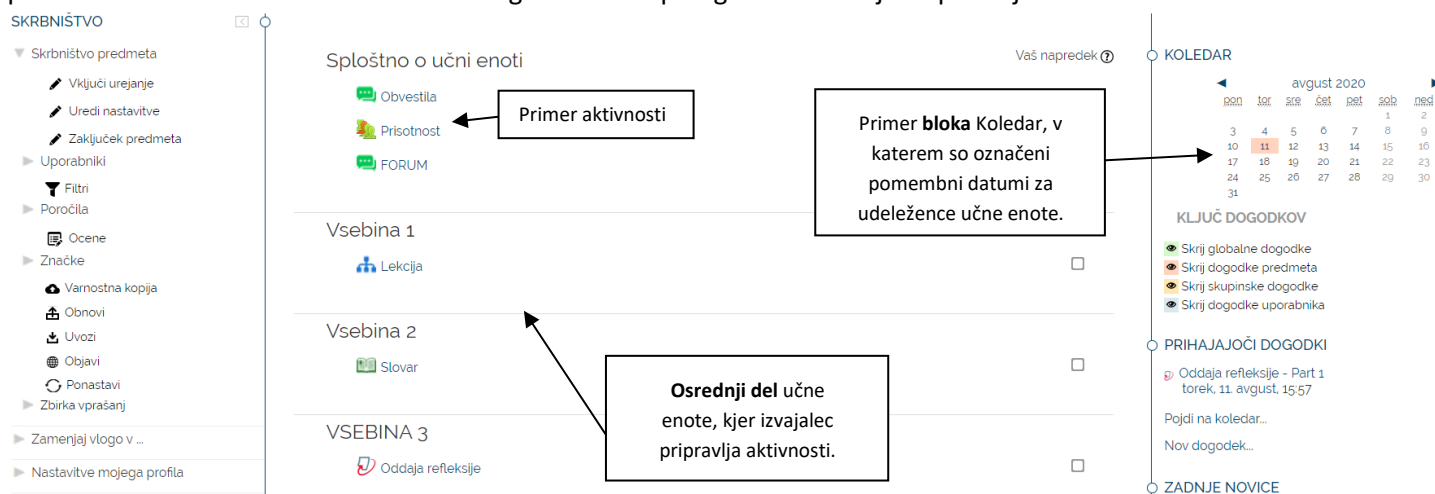 SKRBNIŠTVO
Skrbništvo predmeta
Vključi urejanje
Uredi nastavitve
Zaključek predmeta
Uporabniki
Filtri
Poročila
Ocene
Značke
Varnostna kopija
Obnovi
Uvozi
Objavi
Ponastavi
Zbirka vprašanj
Zamenjaj vlogo v ...
Nastavitve mojega profila
Sploštno o učni enoti
Vaš napredek
Obvestila
Prisotnost
FORUM
Primer aktivnosti
Vsebina 1
Lekcija
Vsebina 2
Slovar
VSEBINA 3
Oddaja refleksije
Primer bloka Koledar, v
katerem so označeni
pomembni datumi za
udeležence učne enote.
Osrednji del učne
enote, kjer izvajalec
pripravlja aktivnosti.
KOLEDAR
avgust 2020
pon tor sre čet pet sob ned
1 2
3 4 5 6 7 8 9
10 11 12 13 14 15 16
17 18 19 20 21 22 23
24 25 26 27 28 29 30
31
KLJUČ DOGODKOV
Skrij globalne dogodke
Skrij dogodke predmeta
Skrij skupinske dogodke
Skrij dogodke uporabnika
PRIHAJAJOČI DOGODKI
Oddaja refleksije - Part 1
torek, 11. avgust, 15:57
Pojdi na koledar...
Nov dogodek...
ZADNJE NOVICE